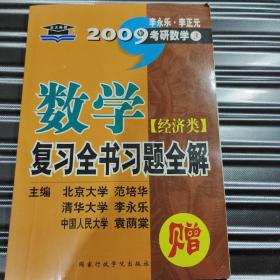 李永乐·李正元
2009考研数学
数学【经济类】
复习全书习题全解
主编 北京大学 范培华
清华大学 李永乐
中国人民大学 袁荫棠
赠
国家行政学院出版社